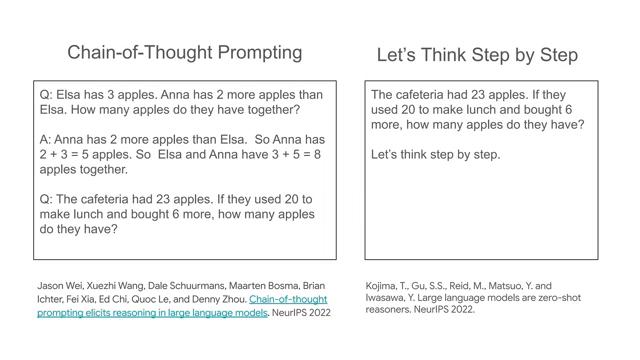 Chain-of-Thought Prompting
Q: Elsa has 3 apples. Anna has 2 more apples than
Elsa. How many apples do they have together?
A: Anna has 2 more apples than Elsa.  So Anna has
2 + 3 = 5 apples. So  Elsa and Anna have 3 + 5 = 8
apples together.
Q: The cafeteria had 23 apples. If they used 20 to
make lunch and bought 6 more, how many apples
do they have?
Jason Wei, Xuezhi Wang, Dale Schuurmans, Maarten Bosma, Brian
Ichter, Fei Xia, Ed Chi, Quoc Le, and Denny Zhou. Chain-of-thought
prompting elicits reasoning in large language models. NeurIPS 2022
Let’s Think Step by Step
The cafeteria had 23 apples. If they
used 20 to make lunch and bought 6
more, how many apples do they have?
Let’s think step by step.
Kojima, T., Gu, S.S., Reid, M., Matsuo, Y. and
Iwasawa, Y. Large language models are zero-shot
reasoners. NeurIPS 2022.